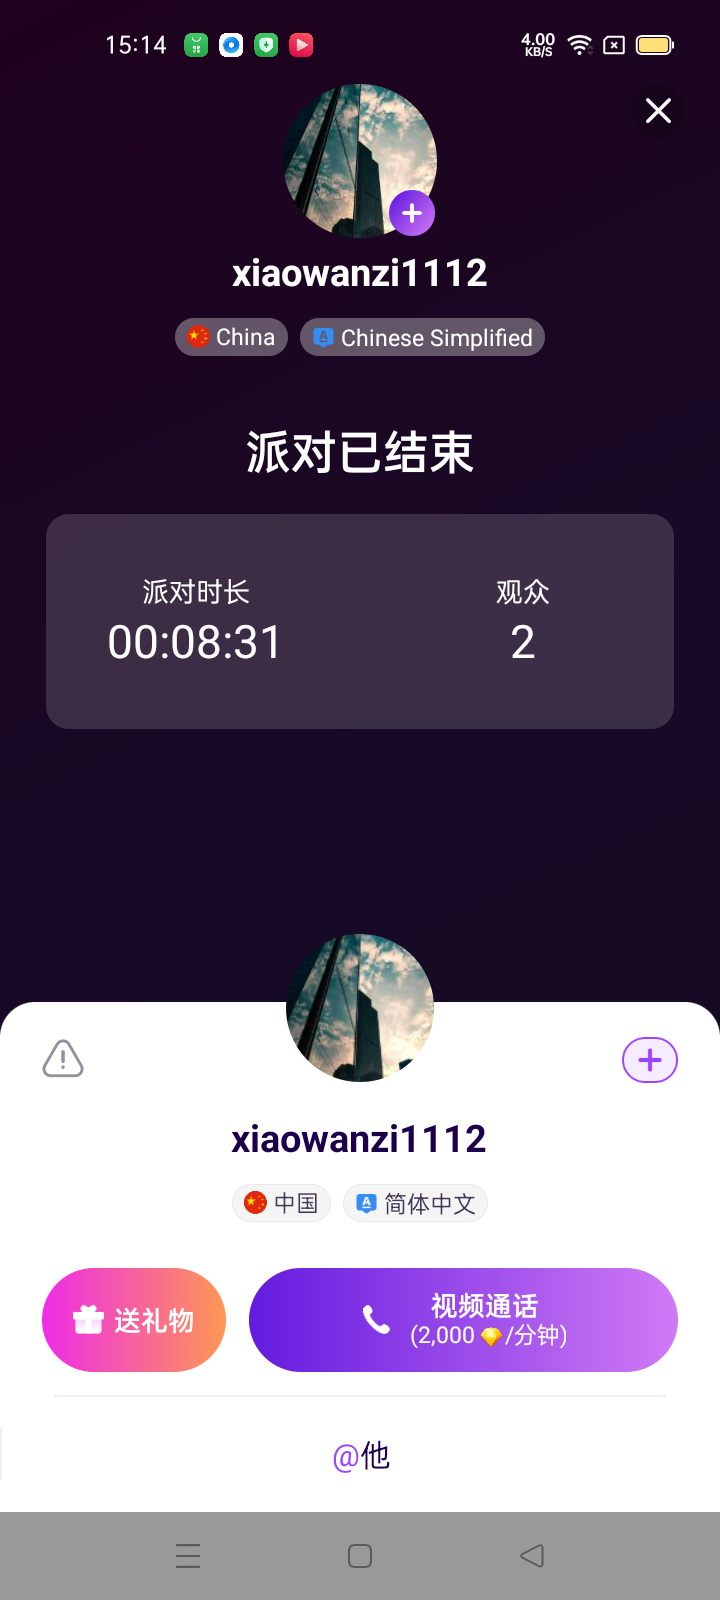 15:14
4.00
KB/S
xiaowanzi1112
China
Chinese Simplified
派对已结束
派对时长
观众
00:08:31
2
xiaowanzi1112
中国
简体中文
送礼物
视频通话
(2,000 /分钟)
@他